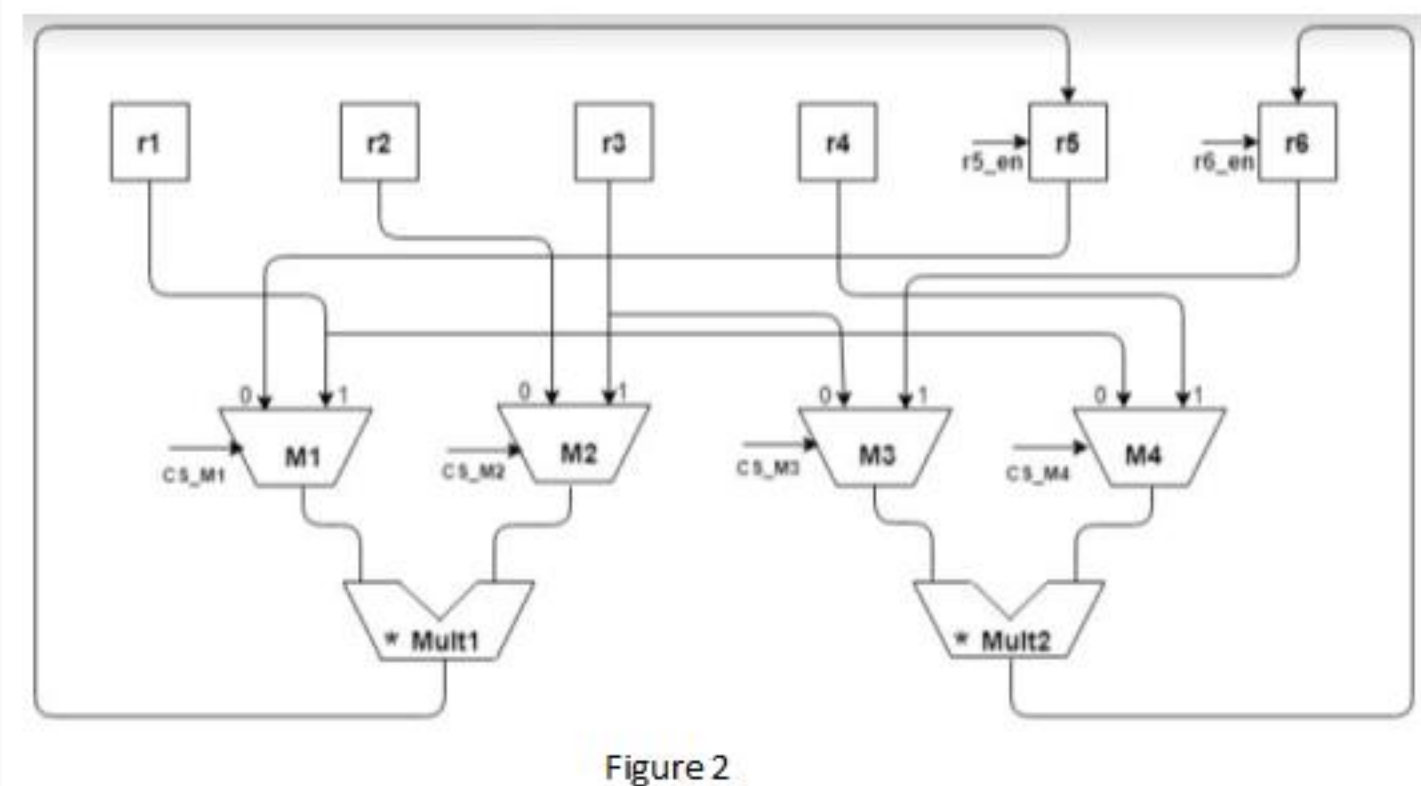 r1 r2 r3 r4 r5 r6
r5_en r6_en
0 1 0 1 0 1 0 1
M1 M2 M3 M4
CS_M1 CS_M2 CS_M3 CS_M4
* Mult1 * Mult2
Figure 2